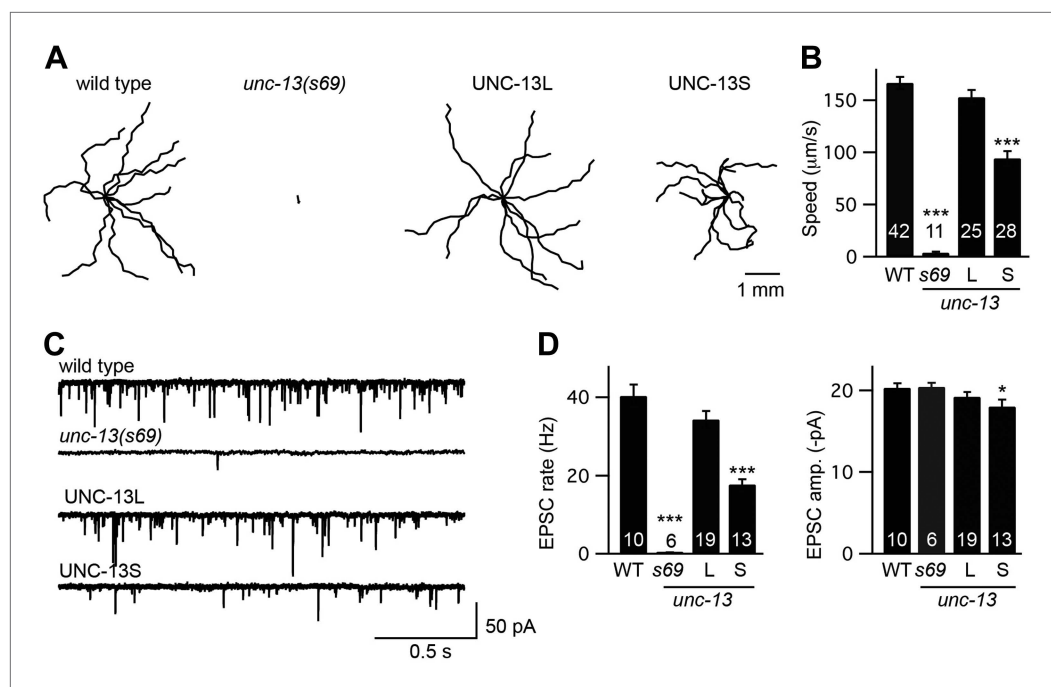 A
wild type
unc-13(s69)
UNC-13L
UNC-13S
1 mm
B
Speed (μm/s)
150
100
50
0
***
***
42
11
25
28
WT s69 L S
unc-13
C
wild type
unc-13(s69)
UNC-13L
UNC-13S
50 pA
0.5 s
D
EPSC rate (Hz)
40
20
0
***
***
10
6
19
13
WT s69 L S
unc-13
EPSC amp. (-pA)
20
10
0
*
10
6
19
13
WT s69 L S
unc-13